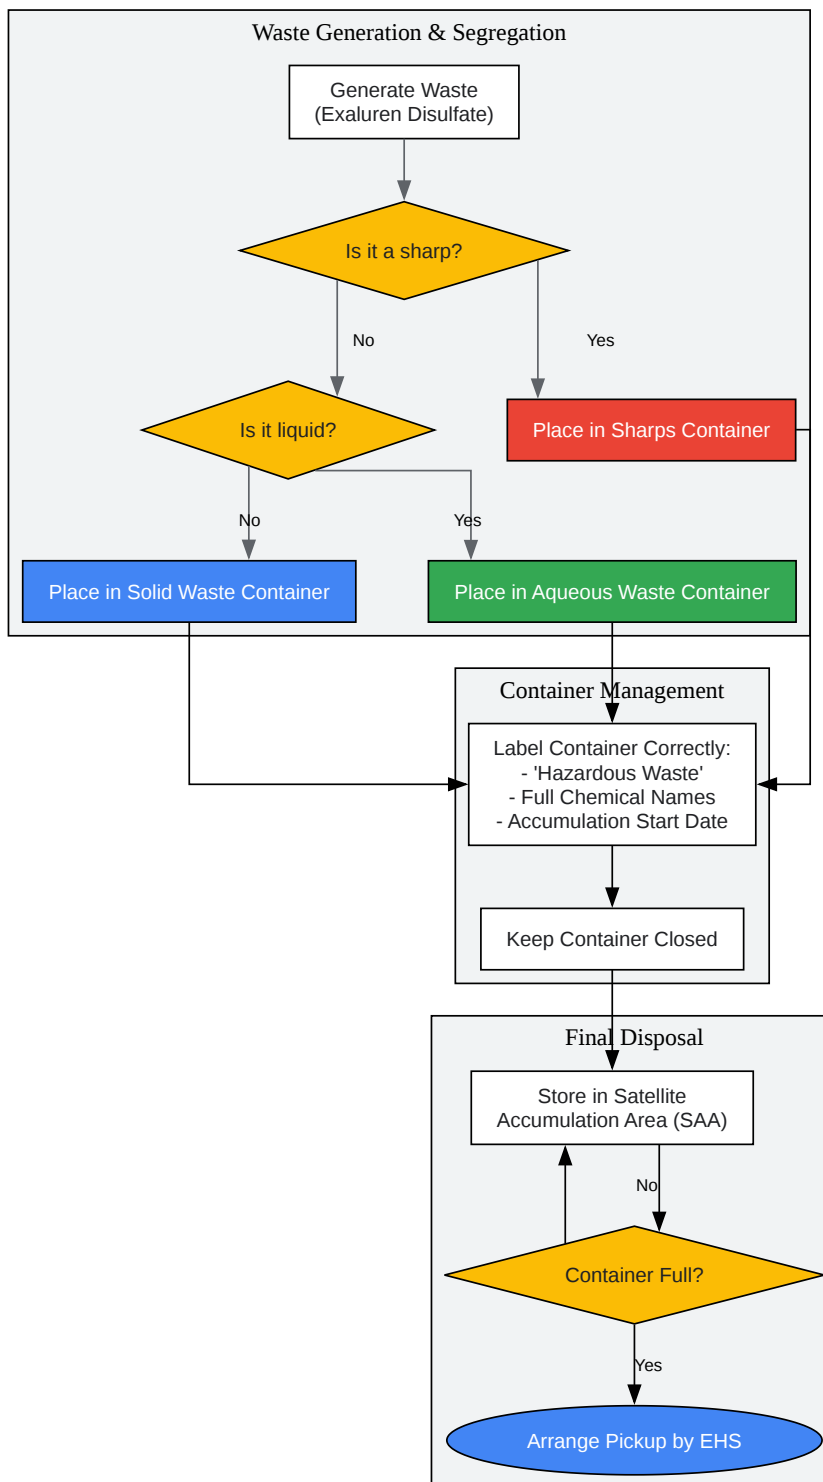 Waste Generation & Segregation
Generate Waste
(Exaluren Disulfate)
Is it a sharp?
No
Yes
Is it liquid?
Place in Sharps Container
No
Yes
Place in Solid Waste Container
Place in Aqueous Waste Container
Container Management
Label Container Correctly:
- 'Hazardous Waste'
- Full Chemical Names
- Accumulation Start Date
Keep Container Closed
Final Disposal
Store in Satellite
Accumulation Area (SAA)
No
Container Full?
Yes
Arrange Pickup by EHS